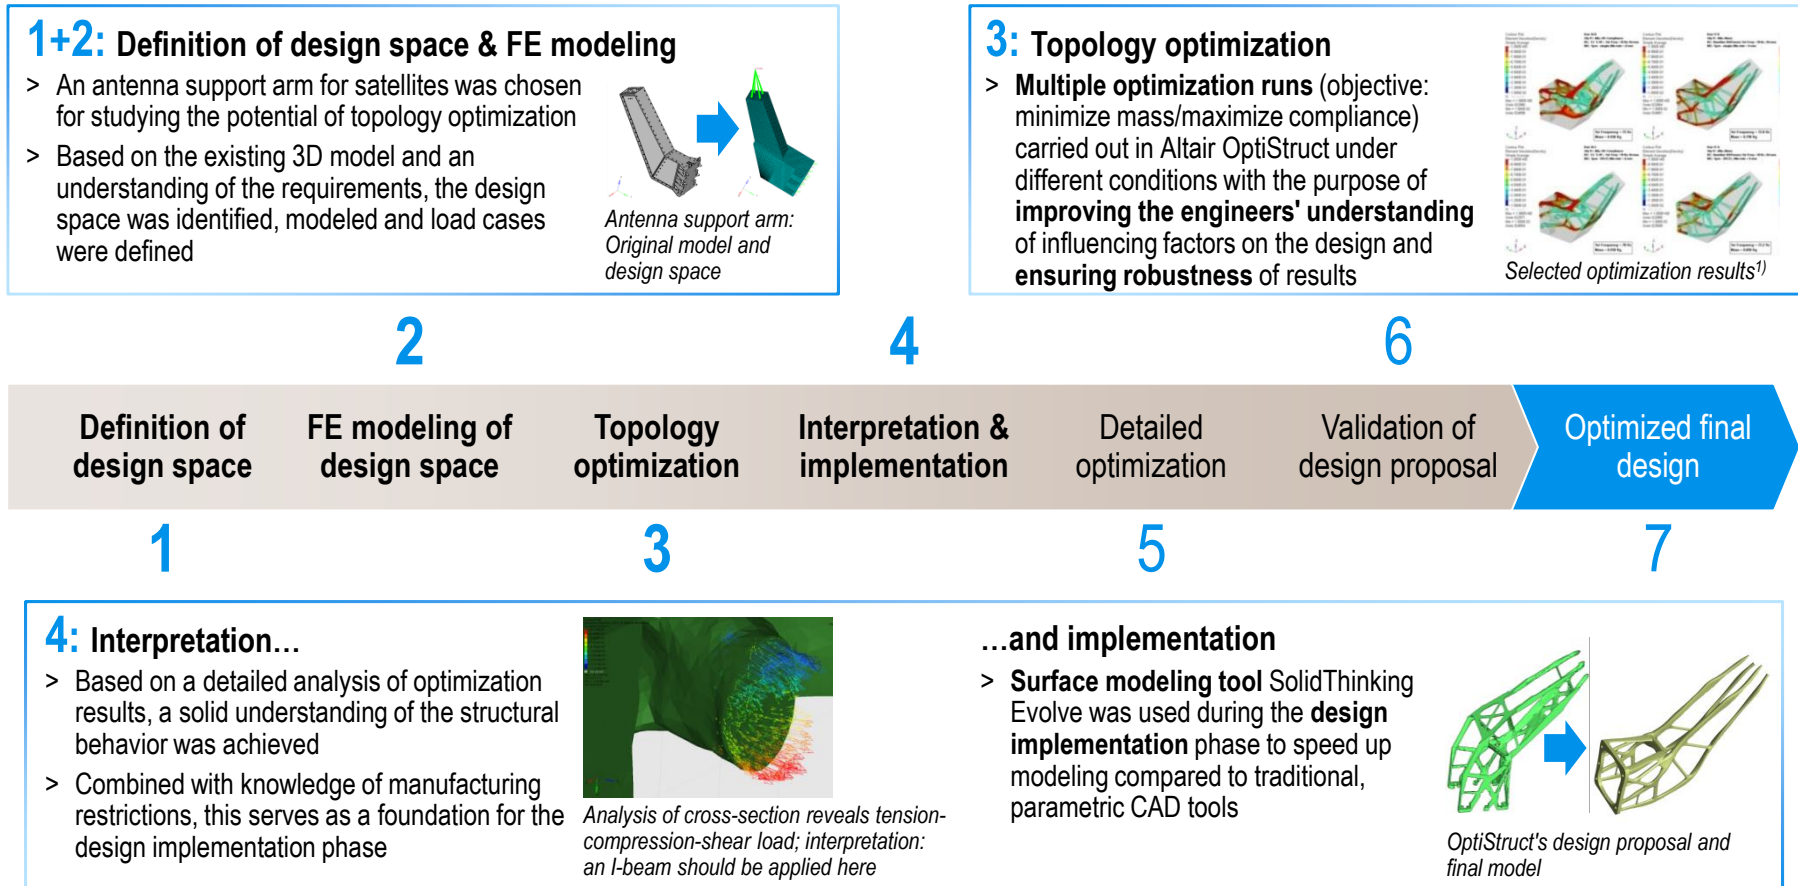 1+2: Definition of design space & FE modeling
> An antenna support arm for satellites was chosen
for studying the potential of topology optimization
> Based on the existing 3D model and an
understanding of the requirements, the design
space was identified, modeled and load cases
were defined
Antenna support arm:
Original model and
design space
3: Topology optimization
> Multiple optimization runs (objective:
minimize mass/maximize compliance)
carried out in Altair OptiStruct under
different conditions with the purpose of
improving the engineers' understanding
of influencing factors on the design and
ensuring robustness of results
Selected optimization results1)
2
4
6
Definition of
design space
FE modeling of
design space
Topology
optimization
Interpretation &
implementation
Detailed
optimization
Validation of
design proposal
Optimized final
design
1
3
5
7
4: Interpretation…
> Based on a detailed analysis of optimization
results, a solid understanding of the structural
behavior was achieved
> Combined with knowledge of manufacturing
restrictions, this serves as a foundation for the
design implementation phase
Analysis of cross-section reveals tension-
compression-shear load; interpretation:
an I-beam should be applied here
…and implementation
> Surface modeling tool SolidThinking
Evolve was used during the design
implementation phase to speed up
modeling compared to traditional,
parametric CAD tools
OptiStruct's design proposal and
final model